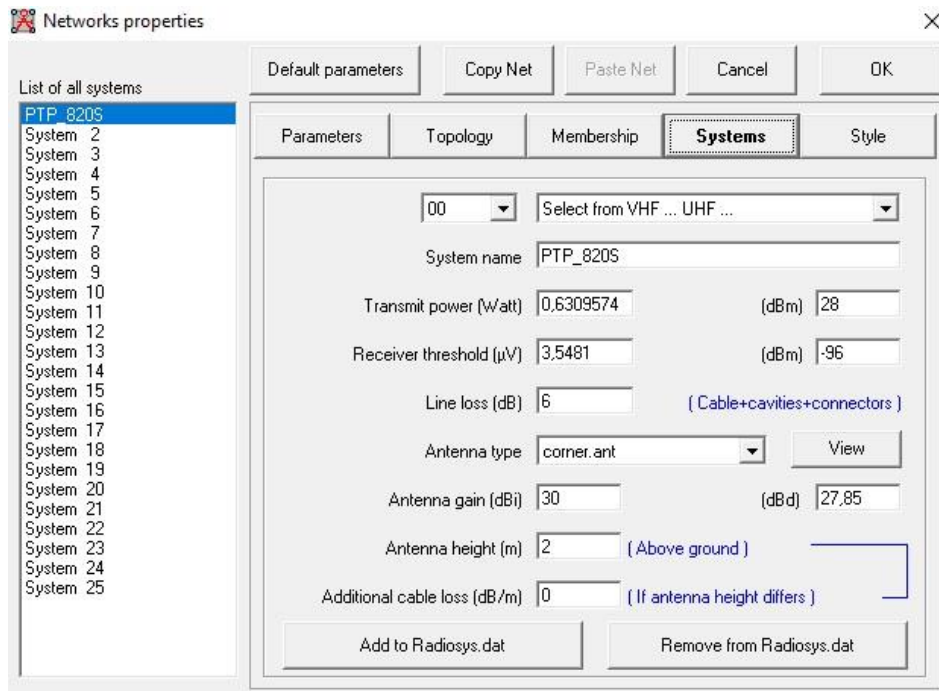 Networks properties
Default parameters Copy Net Paste Net Cancel OK
List of all systems
PTP_820S
System 2
System 3
System 4
System 5
System 6
System 7
System 8
System 9
System 10
System 11
System 12
System 13
System 14
System 15
System 16
System 17
System 18
System 19
System 20
System 21
System 22
System 23
System 24
System 25
Parameters Topology Membership Systems Style
00 Select from VHF ... UHF ...
System name PTP_820S
Transmit power (Watt) 0,6309574 (dBm) 28
Receiver threshold (µV) 3,5481 (dBm) -96
Line loss (dB) 6 ( Cable+cavities+connectors )
Antenna type corner.ant View
Antenna gain (dBi) 30 (dBd) 27,85
Antenna height (m) 2 ( Above ground )
Additional cable loss (dB/m) 0 ( If antenna height differs )
Add to Radiosys.dat Remove from Radiosys.dat